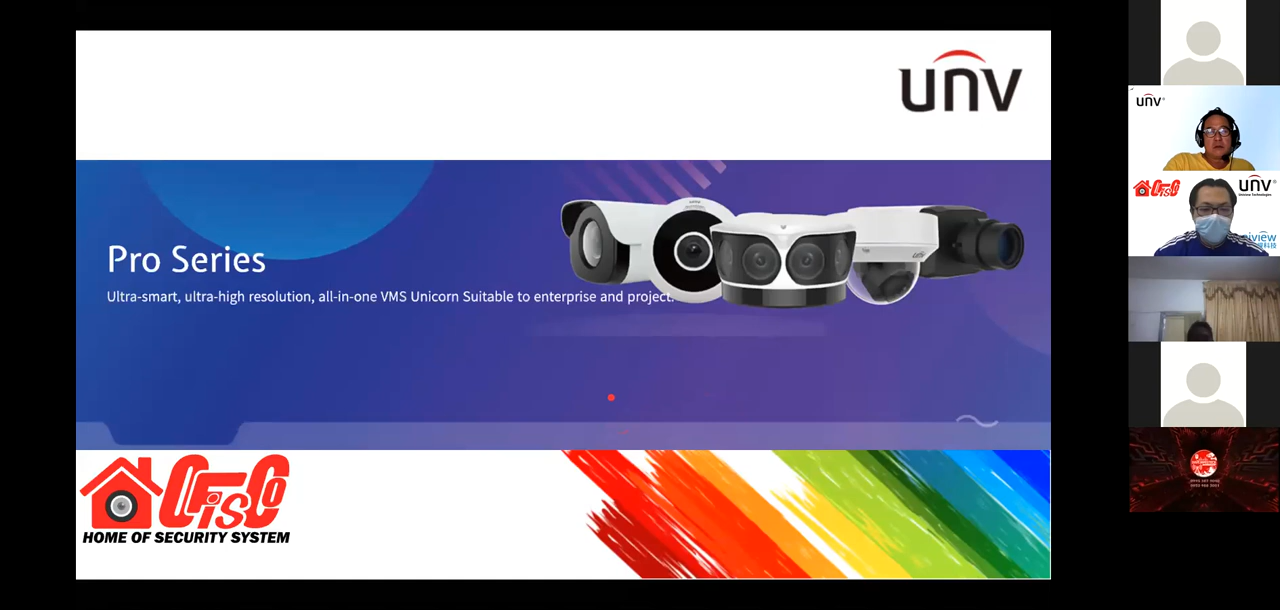 unv
Pro Series
Ultra-smart, ultra-high resolution, all-in-one VMS Unicorn Suitable to enterprise and project.
CFisCO
HOME OF SECURITY SYSTEM
unv
unv